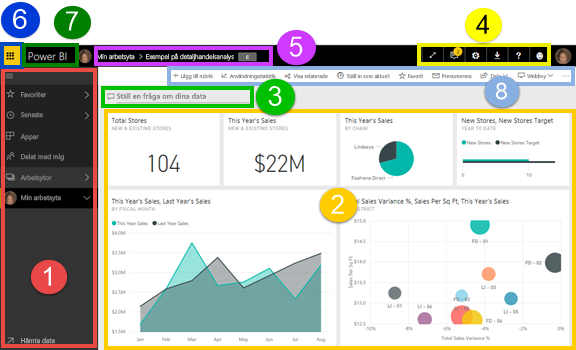 6
7
5
4
Power BI
Min arbetsyta > Exempel på detaljhandelsanalys
+ Lägg till rubrik
Användningsstatistik
Visa relaterade
Ställ in som aktuell
Favorit
Prenumerera
Webbvy
8
Ställ en fråga om dina data
3
Favoriter
Senaste
Appar
Delat med mig
Arbetsytor
Min arbetsyta
1
Hämta data
Total Stores
NEW & EXISTING STORES
104
This Year's Sales
NEW & EXISTING STORES
$22M
This Year's Sales
BY CHAIN
Lindseys
Fashions Direct
New Stores, New Stores Target
YEAR TO DATE
New Stores
New Stores Target
0
5
10
2
This Year's Sales, Last Year's Sales
BY FISCAL MONTH
This Year Sales
Last Year Sales
$4.0M
$3.5M
$3.0M
$2.5M
$2.0M
$1.5M
Jan
Mar
Apr
May
Jun
Jul
Aug
Sales Variance %, Sales Per Sq Ft, This Year's Sales
Sales Per Sq Ft
$15.0
$14.5
$14.0
$13.5
$13.0
$12.5
FD - 01
FD - 02
LI - 03
FD - 03
LI - 01
LI - 05
LI - 04
FD - 04
-10%
-8%
-6%
-4%
-2%
0%
Total Sales Variance %